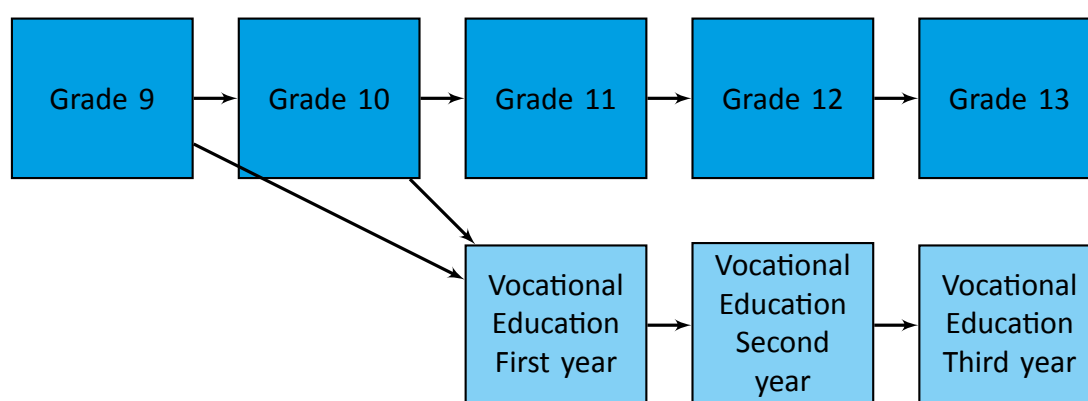 Grade 9
Grade 10
Grade 11
Grade 12
Grade 13
Vocational
Education
First year
Vocational
Education
Second
year
Vocational
Education
Third year